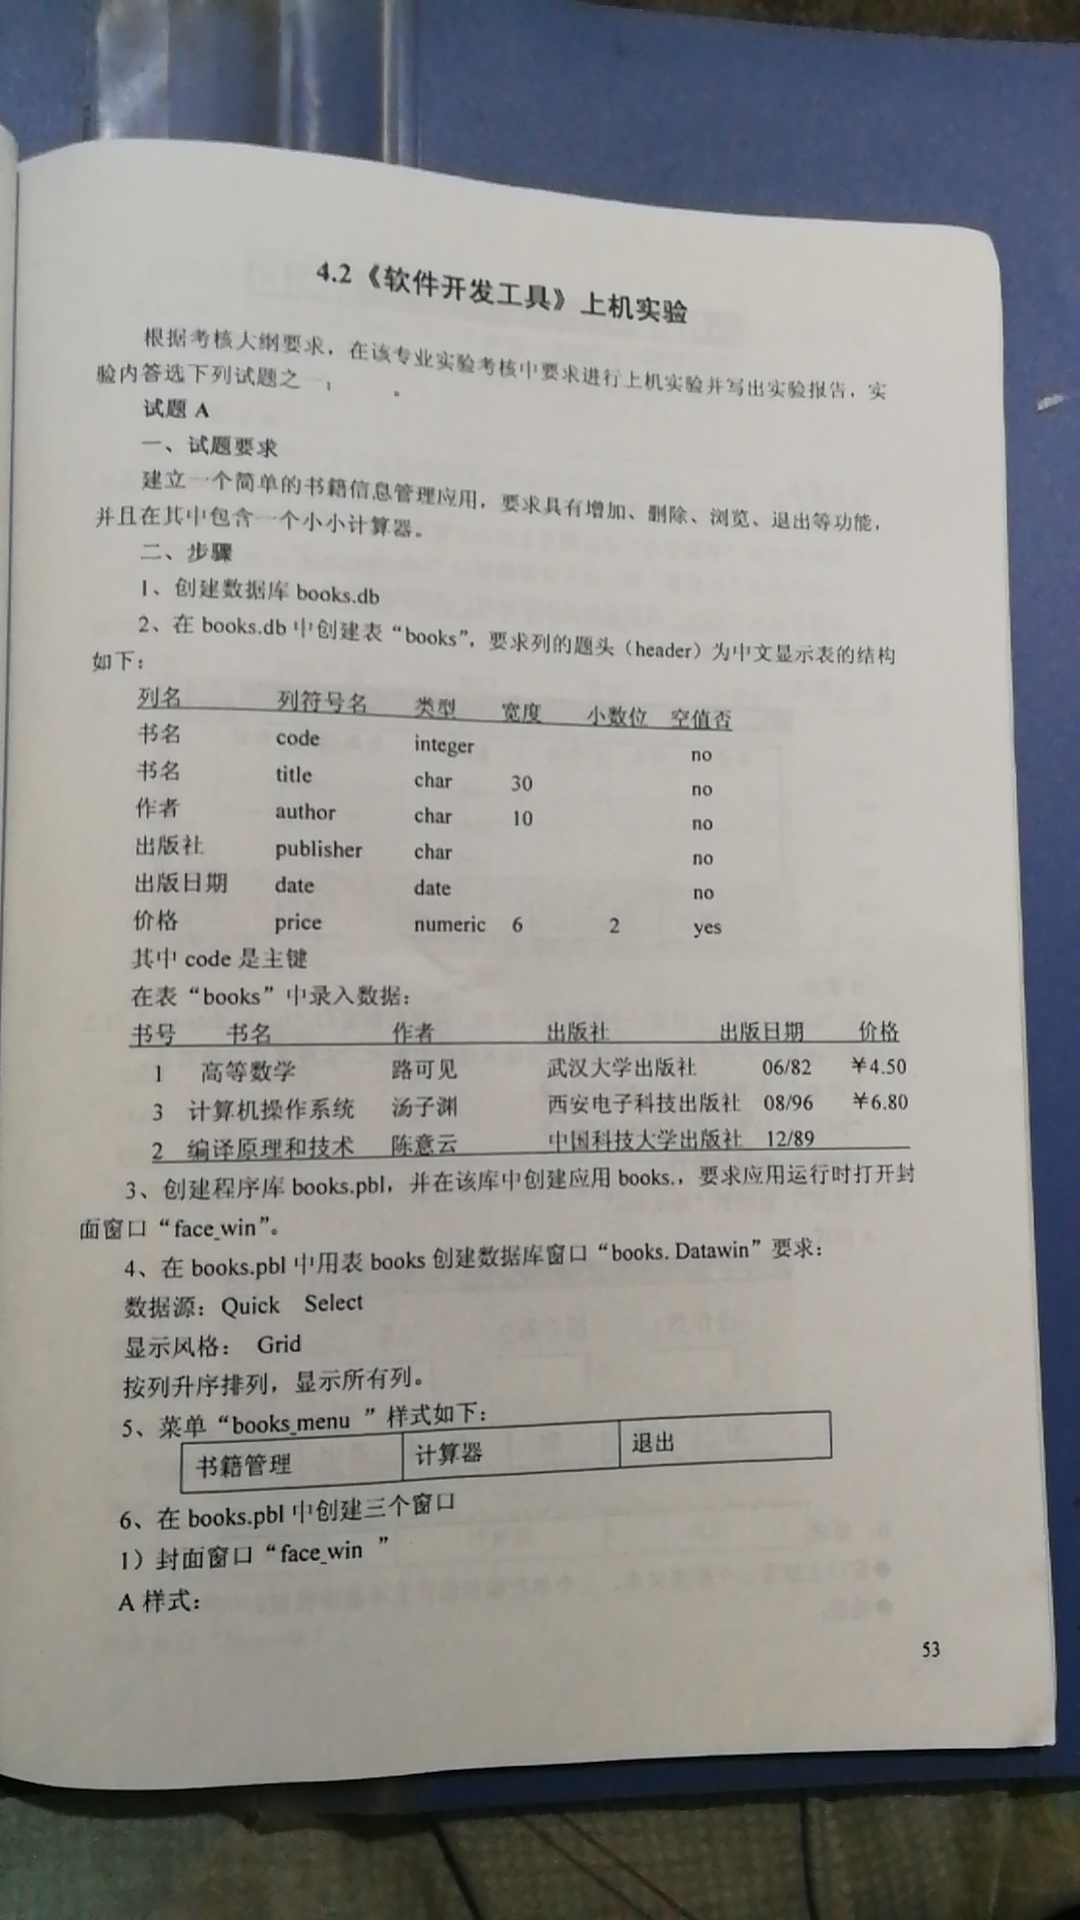 4.2《软件开发工具》上机实验
根据考核大纲要求，在该专业实验考核中要求进行上机实验并写出实验报告，实
验内答选下列试题之一；
试题 A
一、试题要求
建立一个简单的书籍信息管理应用，要求具有增加、删除、浏览、退出等功能，
并且在其中包含一个小小计算器。
二、步骤
1、创建数据库 books.db
2、在 books.db 中创建表“books”，要求列的题头（header）为中文显示表的结构
如下：
列名 列符号名 类型 宽度 小数位 空值否
书名 code integer no
书名 title char 30 no
作者 author char 10 no
出版社 publisher char no
出版日期 date date no
价格 price numeric 6 2 yes
其中 code 是主键
在表“books”中录入数据：
书号 书名 作者 出版社 出版日期 价格
1 高等数学 路可见 武汉大学出版社 06/82 ￥4.50
3 计算机操作系统 汤子渊 西安电子科技出版社 08/96 ￥6.80
2 编译原理和技术 陈意云 中国科技大学出版社 12/89
3、创建程序库 books.pbl，并在该库中创建应用 books.，要求应用运行时打开封
面窗口“face_win”。
4、在 books.pbl 中用表 books 创建数据库窗口“books. Datawin”要求：
数据源：Quick Select
显示风格： Grid
按列升序排列，显示所有列。
5、菜单“books_menu ”样式如下：
书籍管理 计算器 退出
6、在 books.pbl 中创建三个窗口
1）封面窗口“face_win ”
A 样式：
53